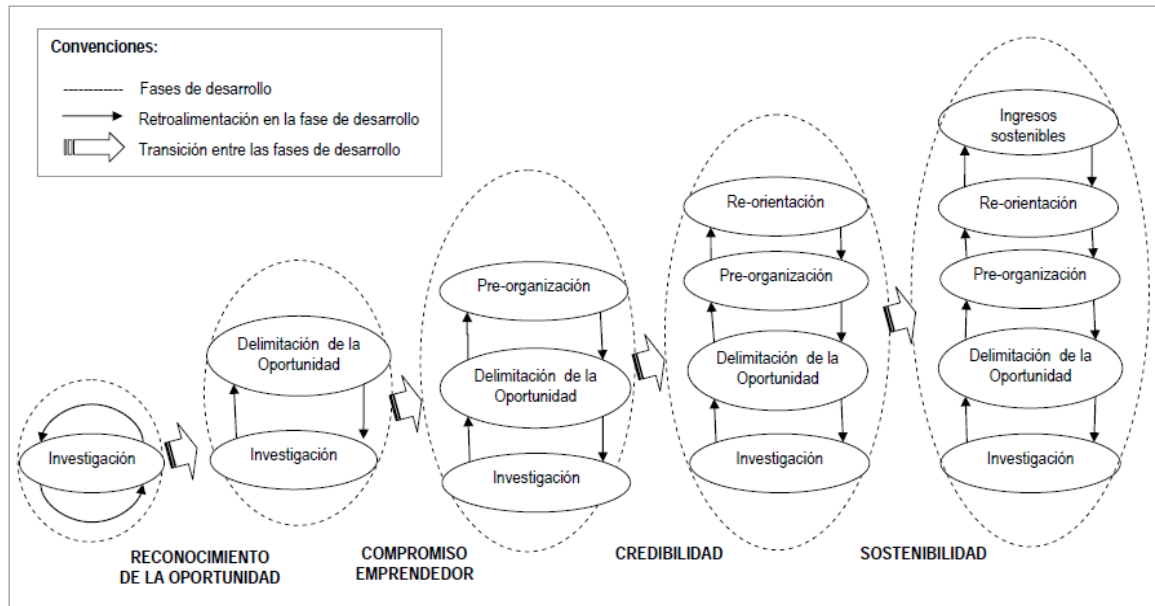 Convenciones:
Fases de desarrollo
Retroalimentación en la fase de desarrollo
Transición entre las fases de desarrollo
Investigación
Delimitación de la
Oportunidad
Investigación
Pre-organización
Delimitación de la
Oportunidad
Investigación
Re-orientación
Pre-organización
Delimitación de la
Oportunidad
Investigación
Ingresos
sostenibles
Re-orientación
Pre-organización
Delimitación de la
Oportunidad
Investigación
RECONOCIMIENTO
DE LA OPORTUNIDAD
COMPROMISO
EMPRENDEDOR
CREDIBILIDAD
SOSTENIBILIDAD